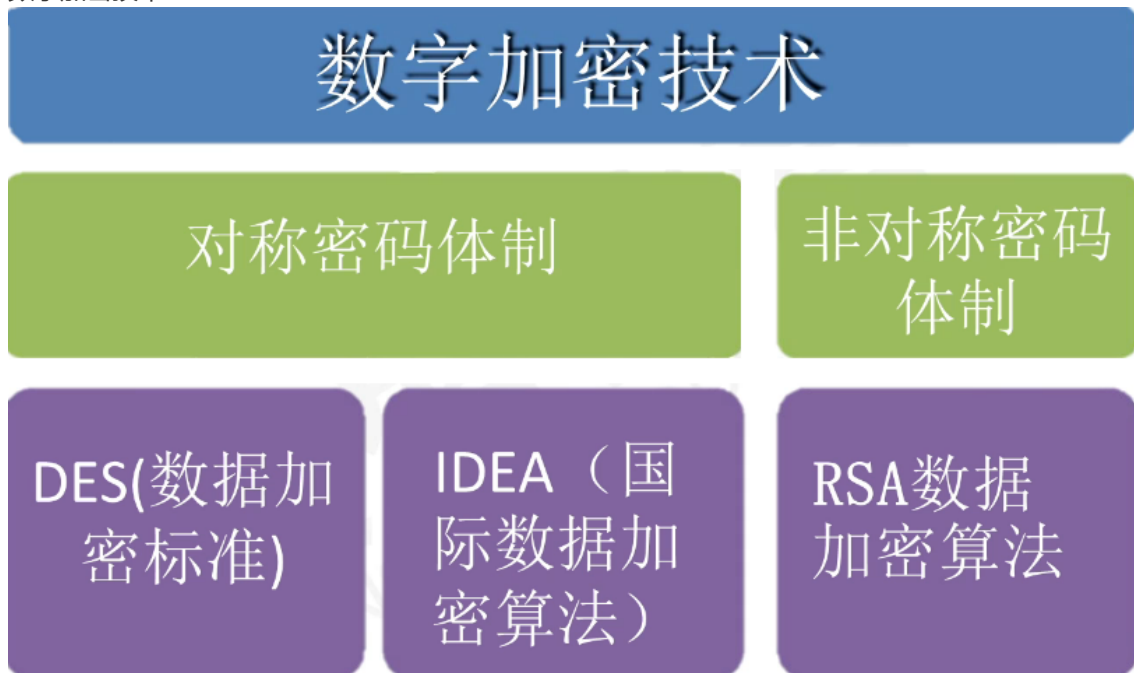 数字加密技术
对称密码体制
非对称密码
体制
DES(数据加
密标准)
IDEA（国
际数据加
密算法）
RSA数据
加密算法